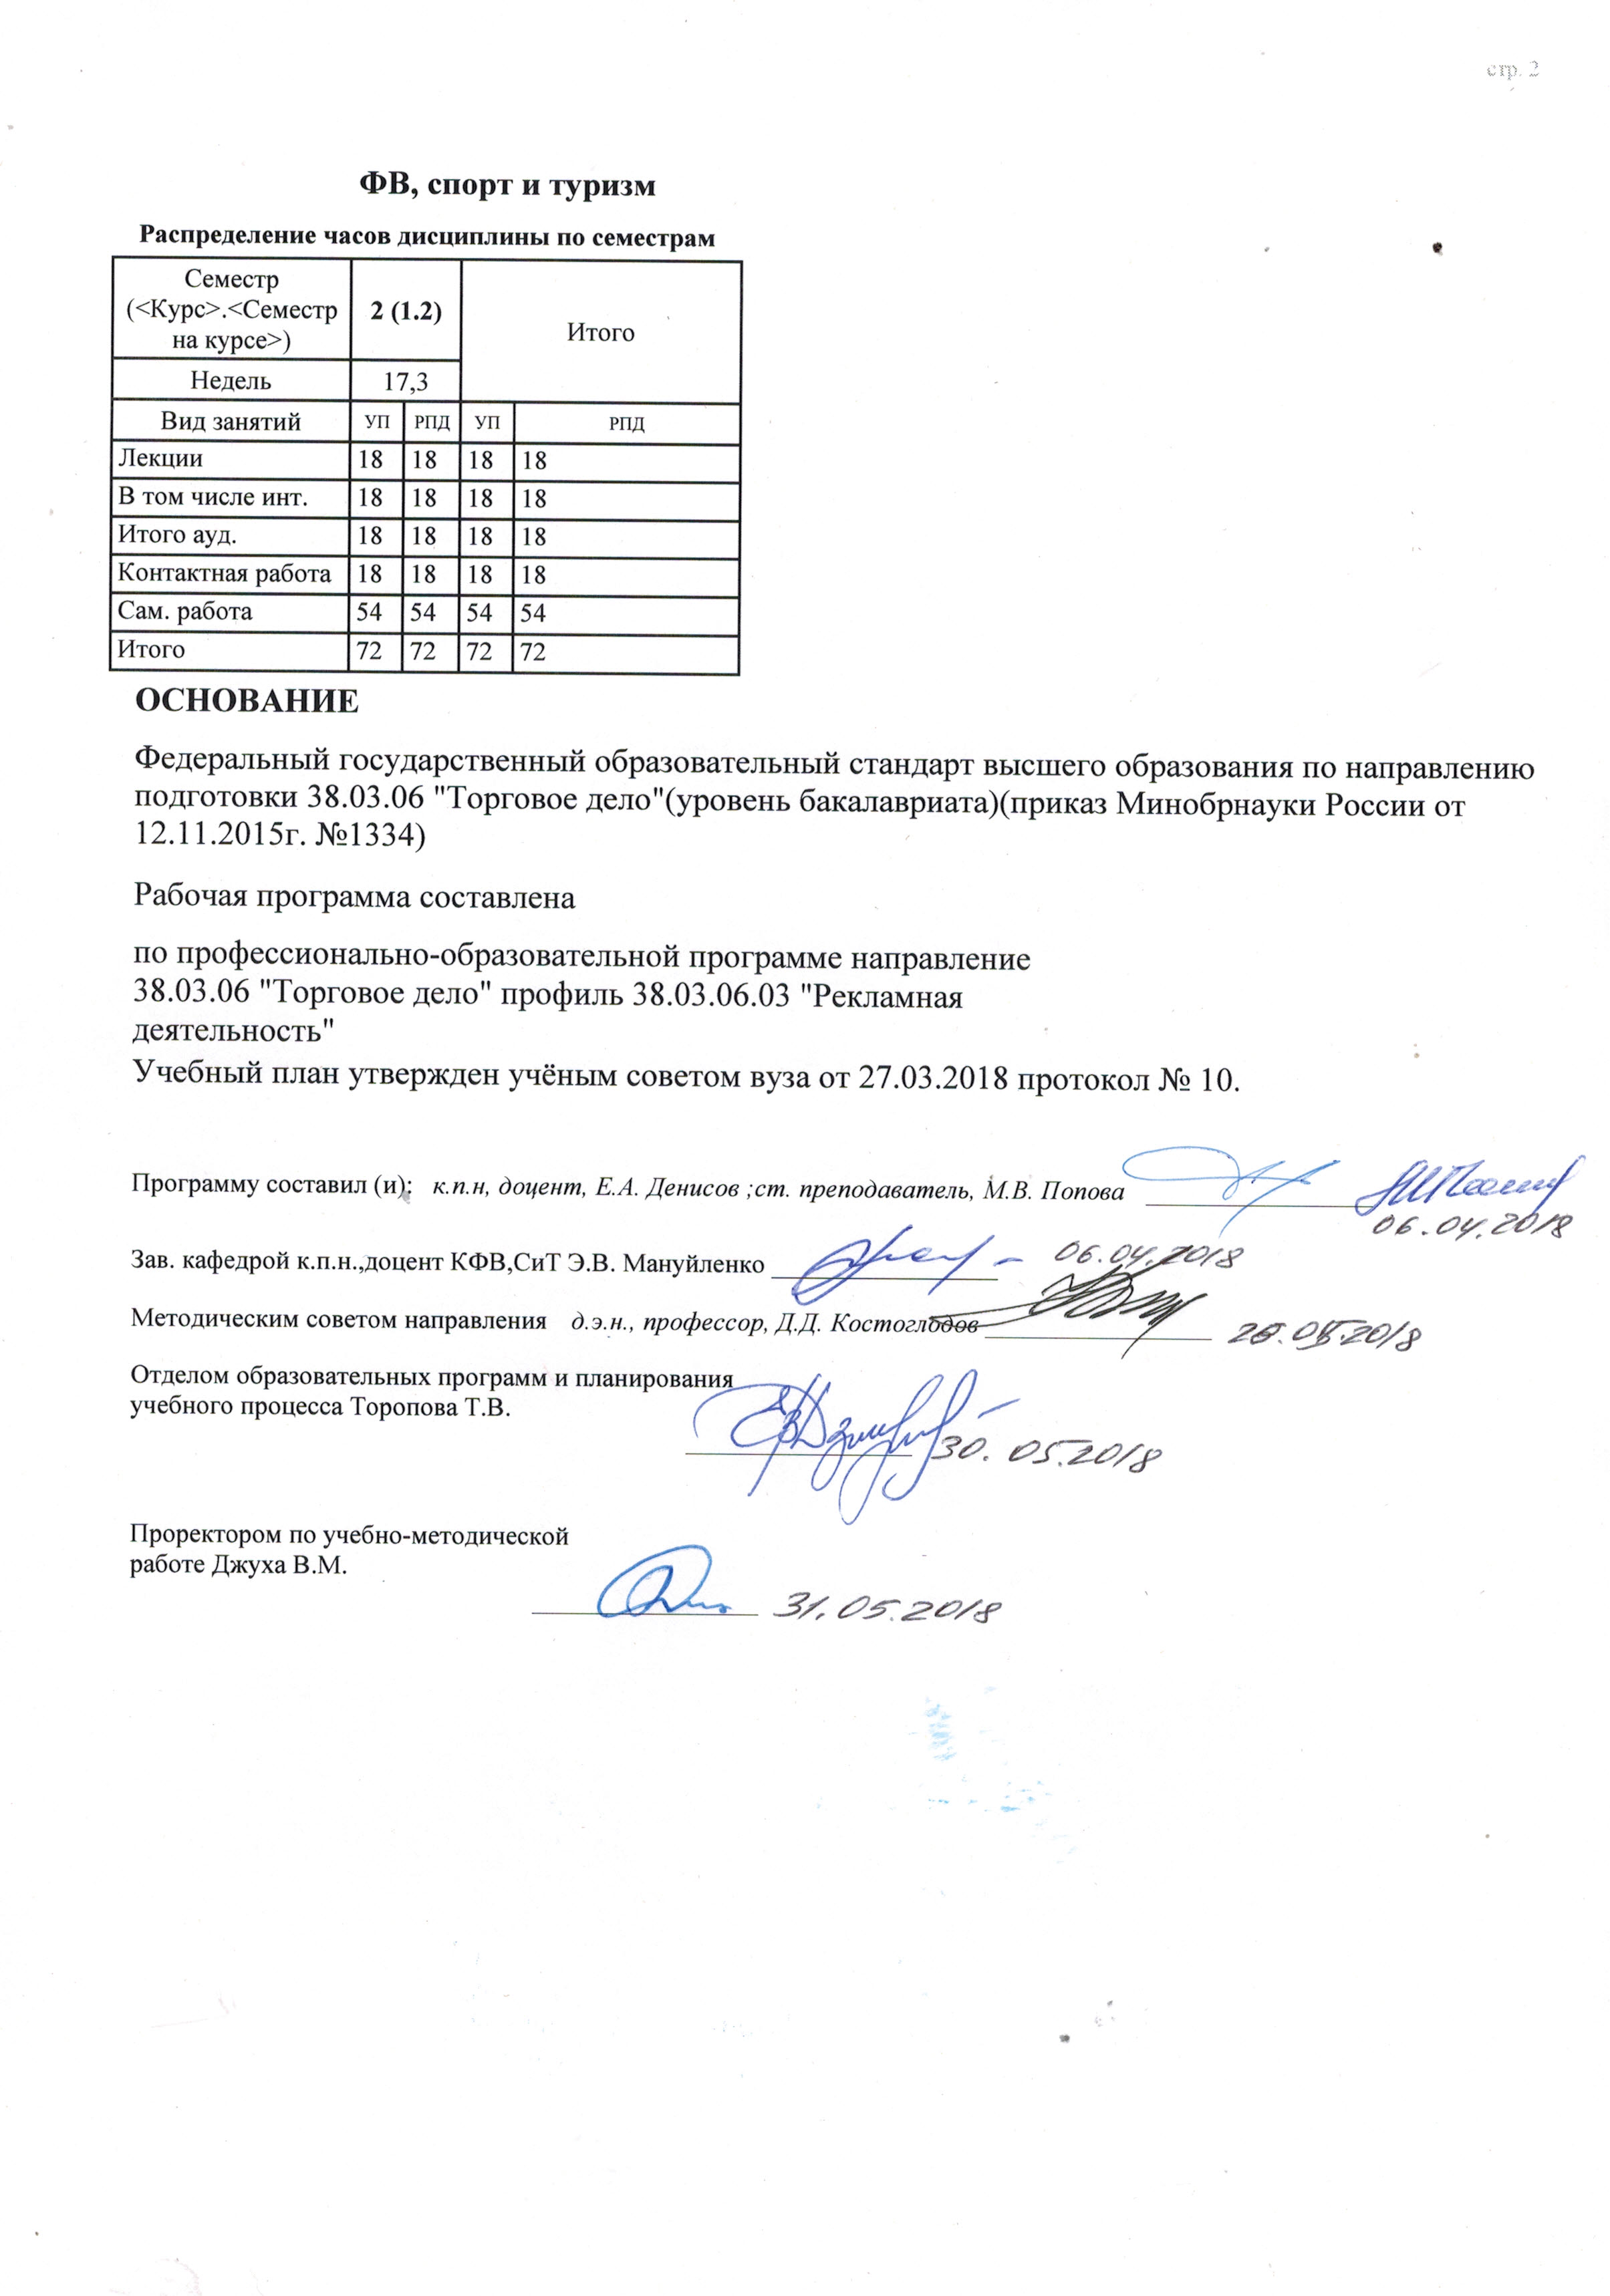 стр. 2
ФВ, спорт и туризм
Распределение часов дисциплины по семестрам
Семестр
(<Курс>.<Семестр
на курсе>)
2 (1.2)
Итого
Недель 17,3
Вид занятий УП РПД УП РПД
Лекции 18 18 18 18
В том числе инт. 18 18 18 18
Итого ауд. 18 18 18 18
Контактная работа 18 18 18 18
Сам. работа 54 54 54 54
Итого 72 72 72 72
ОСНОВАНИЕ
Федеральный государственный образовательный стандарт высшего образования по направлению
подготовки 38.03.06 "Торговое дело"(уровень бакалавриата)(приказ Минобрнауки России от
12.11.2015г. №1334)
Рабочая программа составлена
по профессионально-образовательной программе направление
38.03.06 "Торговое дело" профиль 38.03.06.03 "Рекламная
деятельность"
Учебный план утвержден учёным советом вуза от 27.03.2018 протокол № 10.
Программу составил (и): к.п.н, доцент, Е.А. Денисов ;ст. преподаватель, М.В. Попова
06.04.2018
Зав. кафедрой к.п.н.,доцент КФВ,СиТ Э.В. Мануйленко 06.04.2018
Методическим советом направления д.э.н., профессор, Д.Д. Костоглодов
Отделом образовательных программ и планирования
учебного процесса Торопова Т.В.
30.05.2018
Проректором по учебно-методической
работе Джуха В.М.
31.05.2018